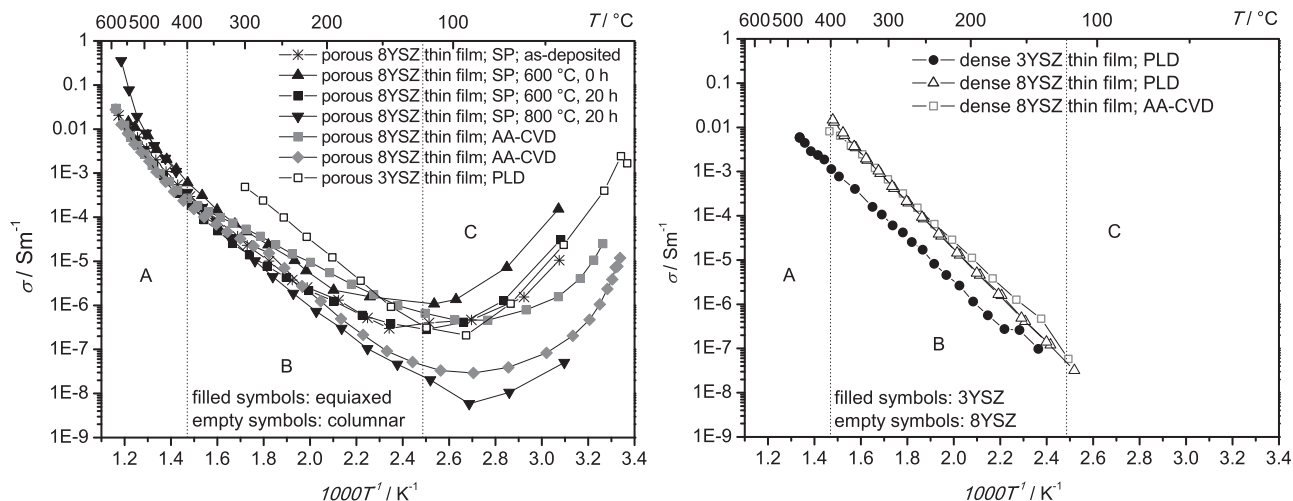 600 500 400 300 200 100 T / °C
1
0.1
0.01
1E-3
1E-4
1E-5
1E-6
1E-7
1E-8
1E-9
σ / Sm-1
porous 8YSZ thin film; SP; as-deposited
porous 8YSZ thin film; SP; 600 °C, 0 h
porous 8YSZ thin film; SP; 600 °C, 20 h
porous 8YSZ thin film; SP; 800 °C, 20 h
porous 8YSZ thin film; AA-CVD
porous 8YSZ thin film; AA-CVD
porous 3YSZ thin film; PLD
A
B
C
filled symbols: equiaxed
empty symbols: columnar
1.2 1.4 1.6 1.8 2.0 2.2 2.4 2.6 2.8 3.0 3.2 3.4
1000T1 / K-1
600 500 400 300 200 100 T / °C
1
0.1
0.01
1E-3
1E-4
1E-5
1E-6
1E-7
1E-8
1E-9
σ / Sm-1
dense 3YSZ thin film; PLD
dense 8YSZ thin film; PLD
dense 8YSZ thin film; AA-CVD
A
B
C
filled symbols: 3YSZ
empty symbols: 8YSZ
1.2 1.4 1.6 1.8 2.0 2.2 2.4 2.6 2.8 3.0 3.2 3.4
1000T1 / K-1